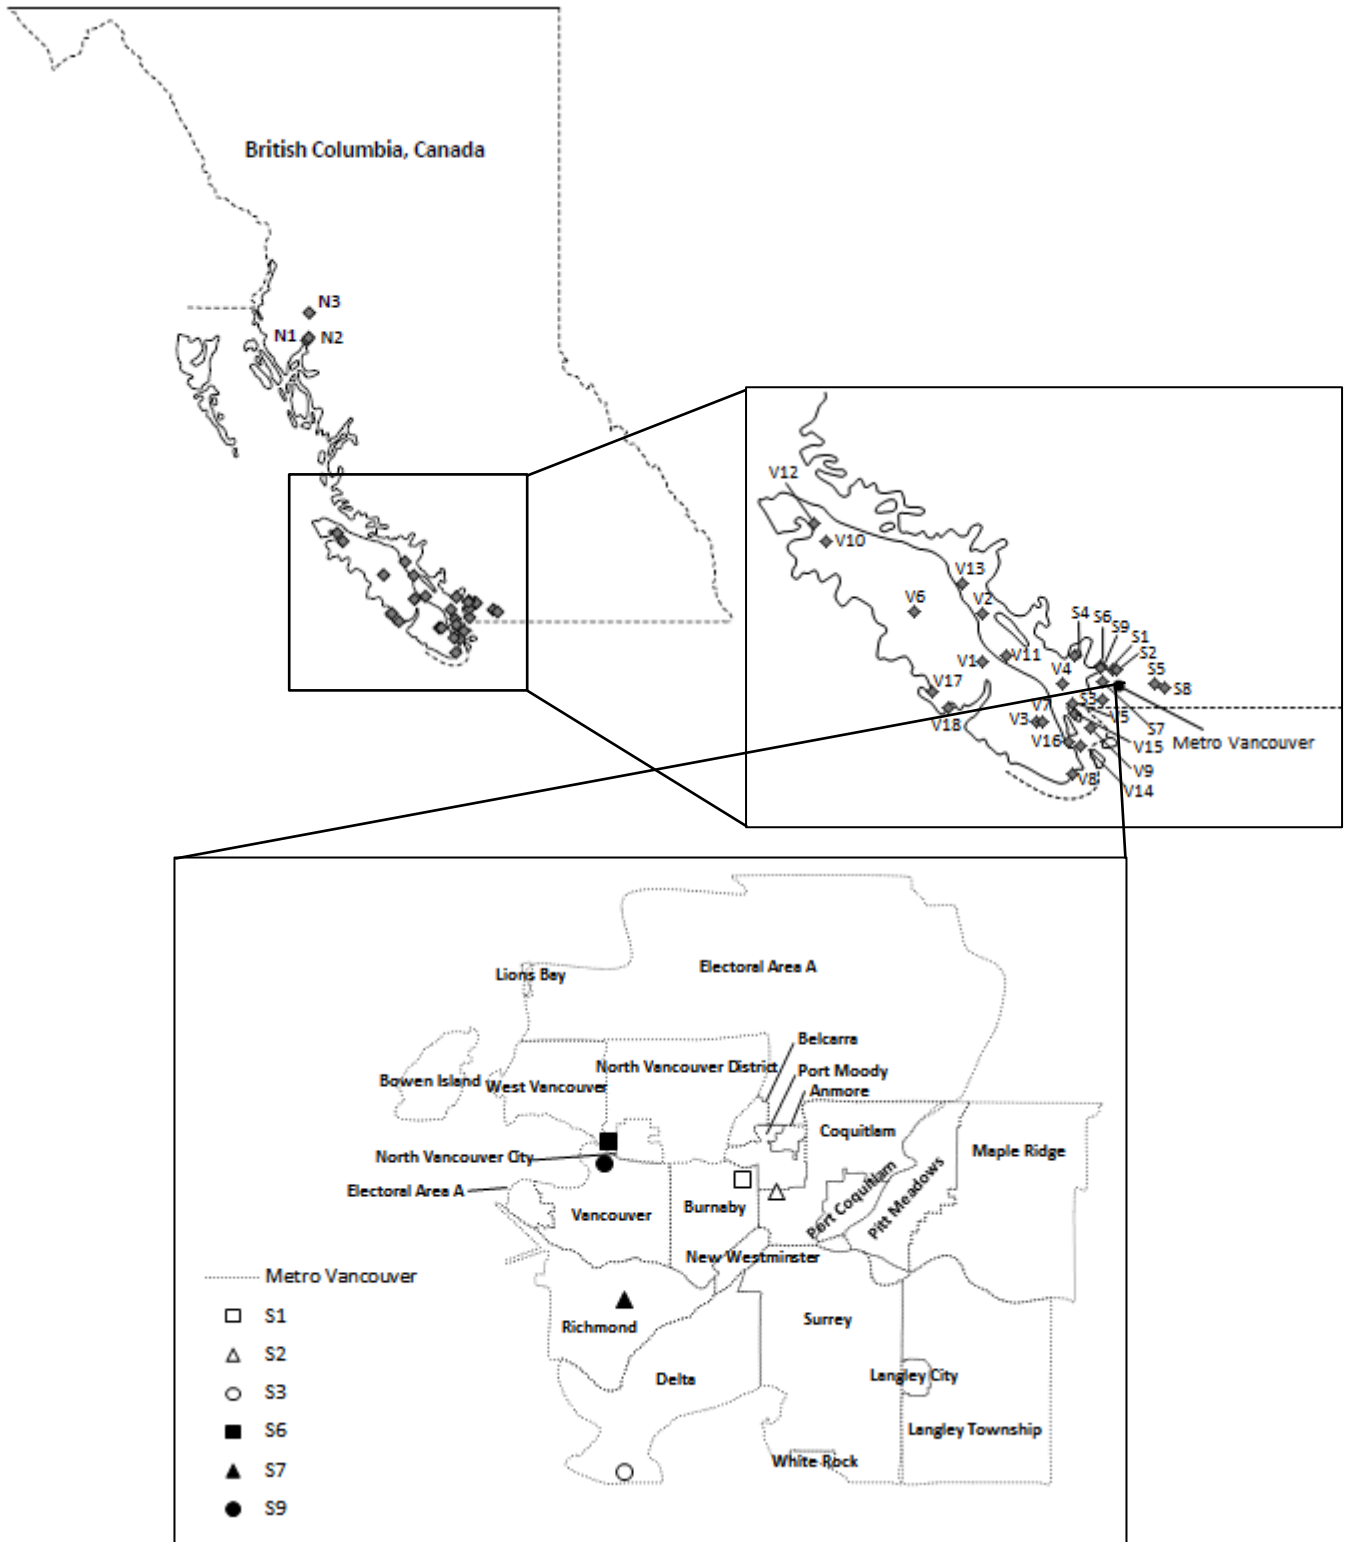 British Columbia, Canada
N3
N1
N2
V12
V10
V13
V6
V2
S4
S6
S9
S1
S2
V1
V11
V4
S5
S8
V17
V7
S3
V5
V18
V3
S7
V16
V15
Metro Vancouver
V9
V8
V14
Electoral Area A
Lions Bay
Belcarra
North Vancouver District
Port Moody
Bowen Island
West Vancouver
Anmore
Coquitlam
Maple Ridge
North Vancouver City
Port Coquitlam
Pitt Meadows
Electoral Area A
Vancouver
Burnaby
New Westminster
Metro Vancouver
S1
Richmond
Surrey
S2
Delta
Langley City
S3
S6
Langley Township
White Rock
S7
S9